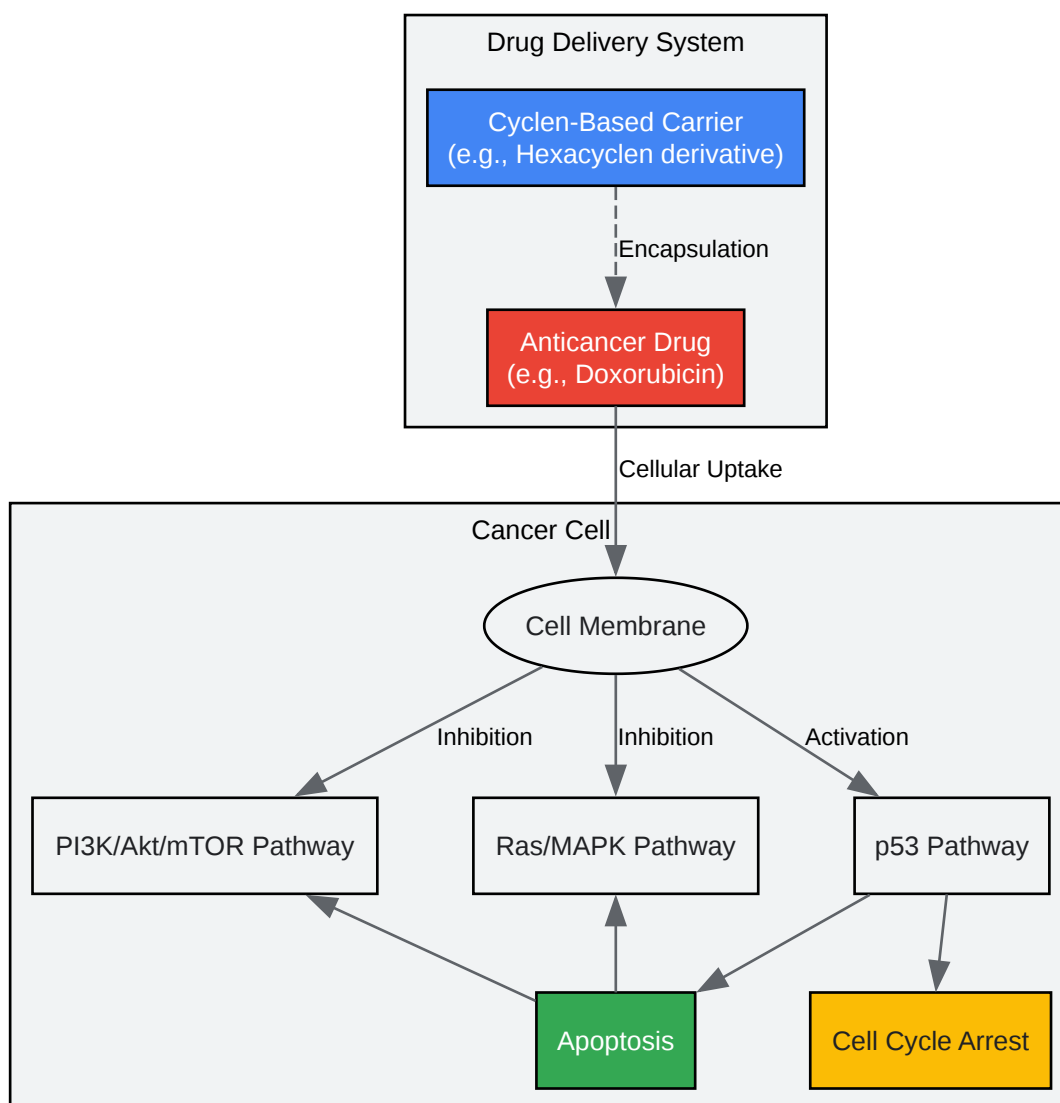 Drug Delivery System
Cyclen-Based Carrier
(e.g., Hexacyclen derivative)
Encapsulation
Anticancer Drug
(e.g., Doxorubicin)
Cellular Uptake
Cancer Cell
Cell Membrane
Inhibition
Inhibition
Activation
PI3K/Akt/mTOR Pathway
Ras/MAPK Pathway
p53 Pathway
Apoptosis
Cell Cycle Arrest